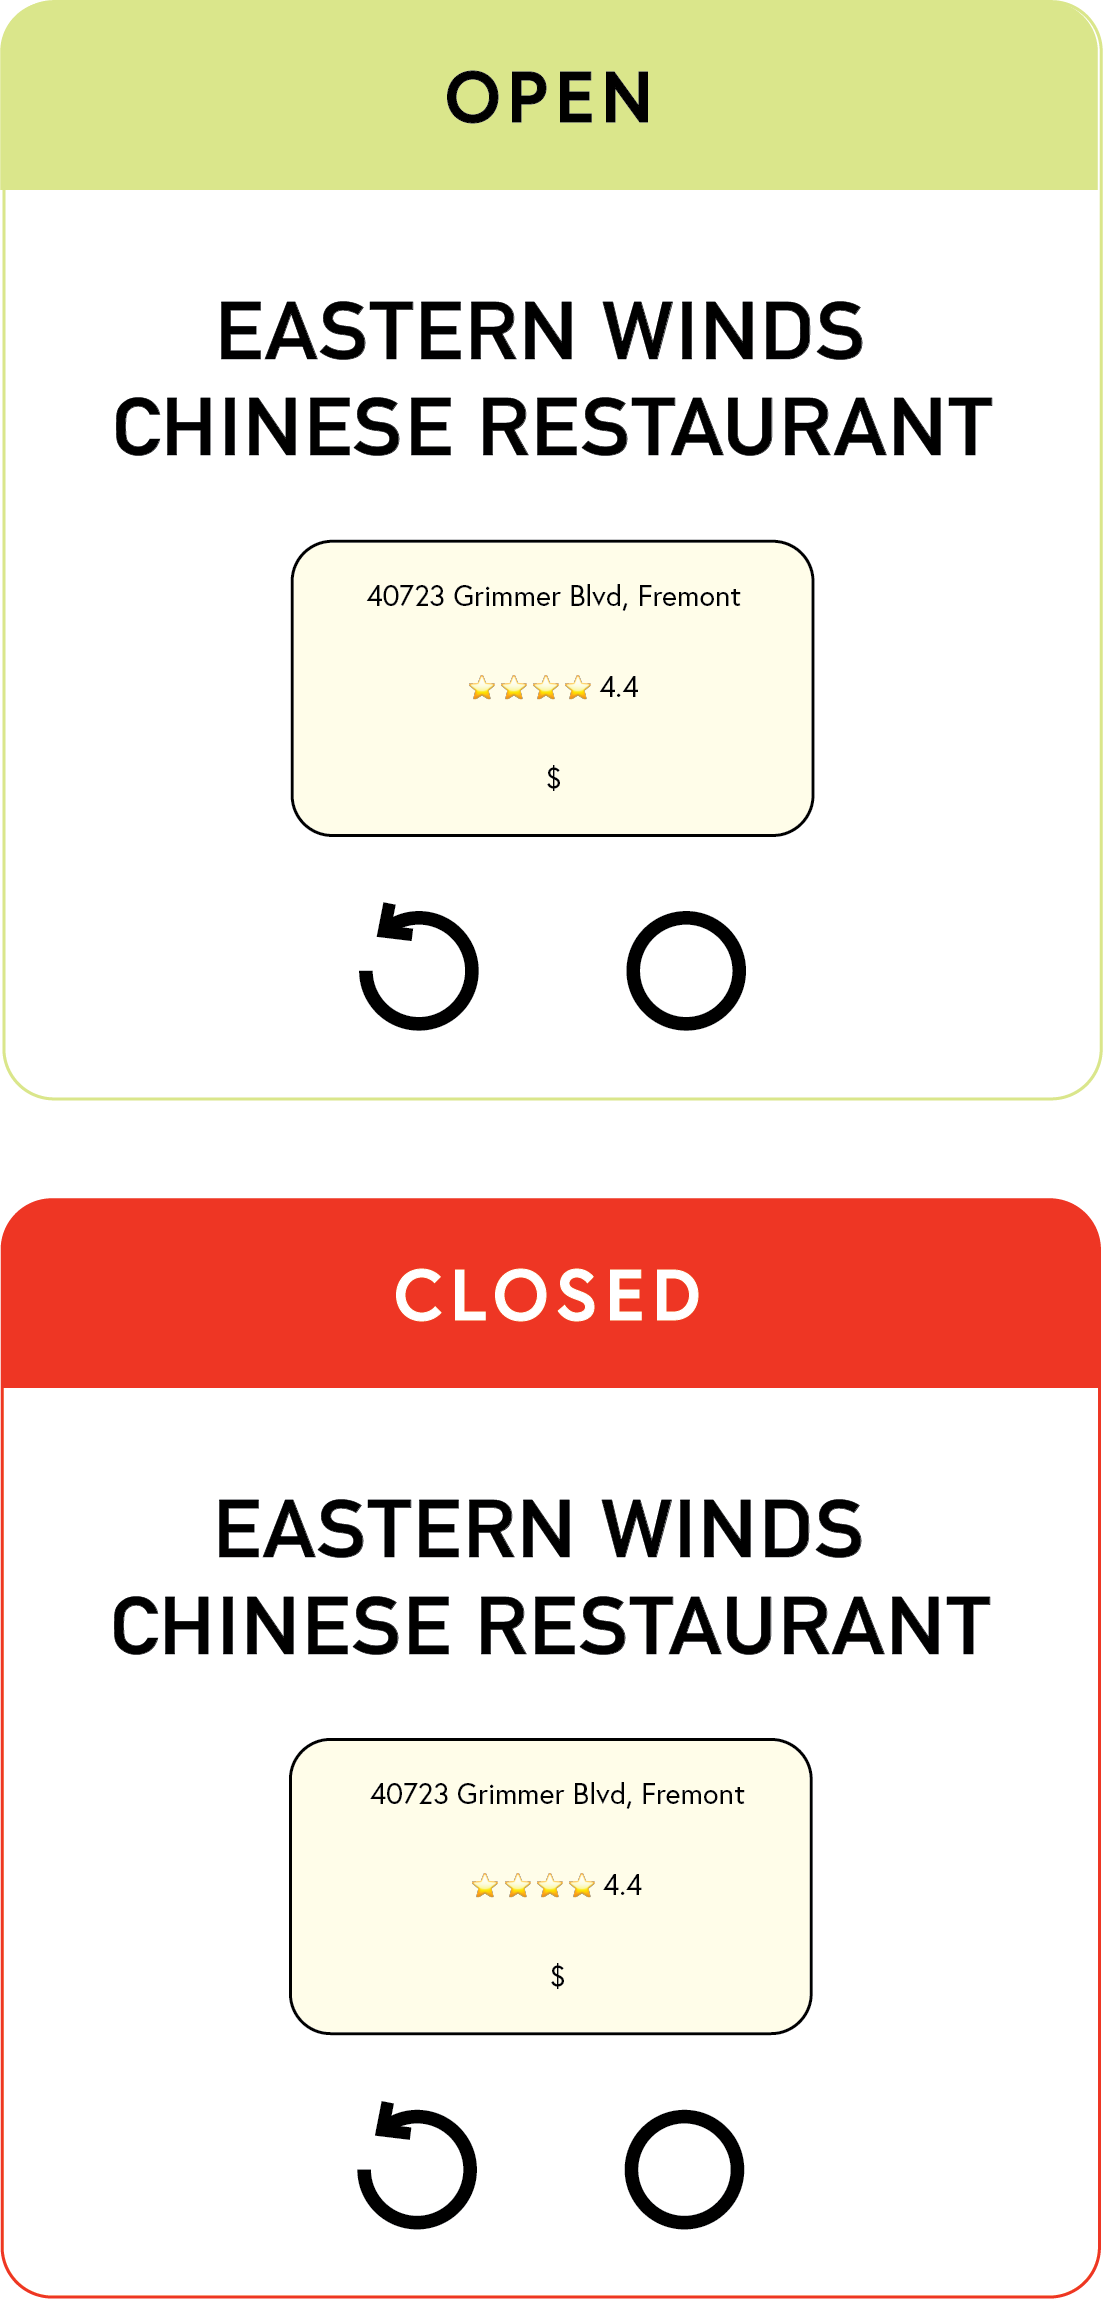 OPEN
EASTERN WINDS
CHINESE RESTAURANT
40723 Grimmer Blvd, Fremont
⭐⭐⭐⭐ 4.4
$
CLOSED
EASTERN WINDS
CHINESE RESTAURANT
40723 Grimmer Blvd, Fremont
⭐⭐⭐⭐ 4.4
$